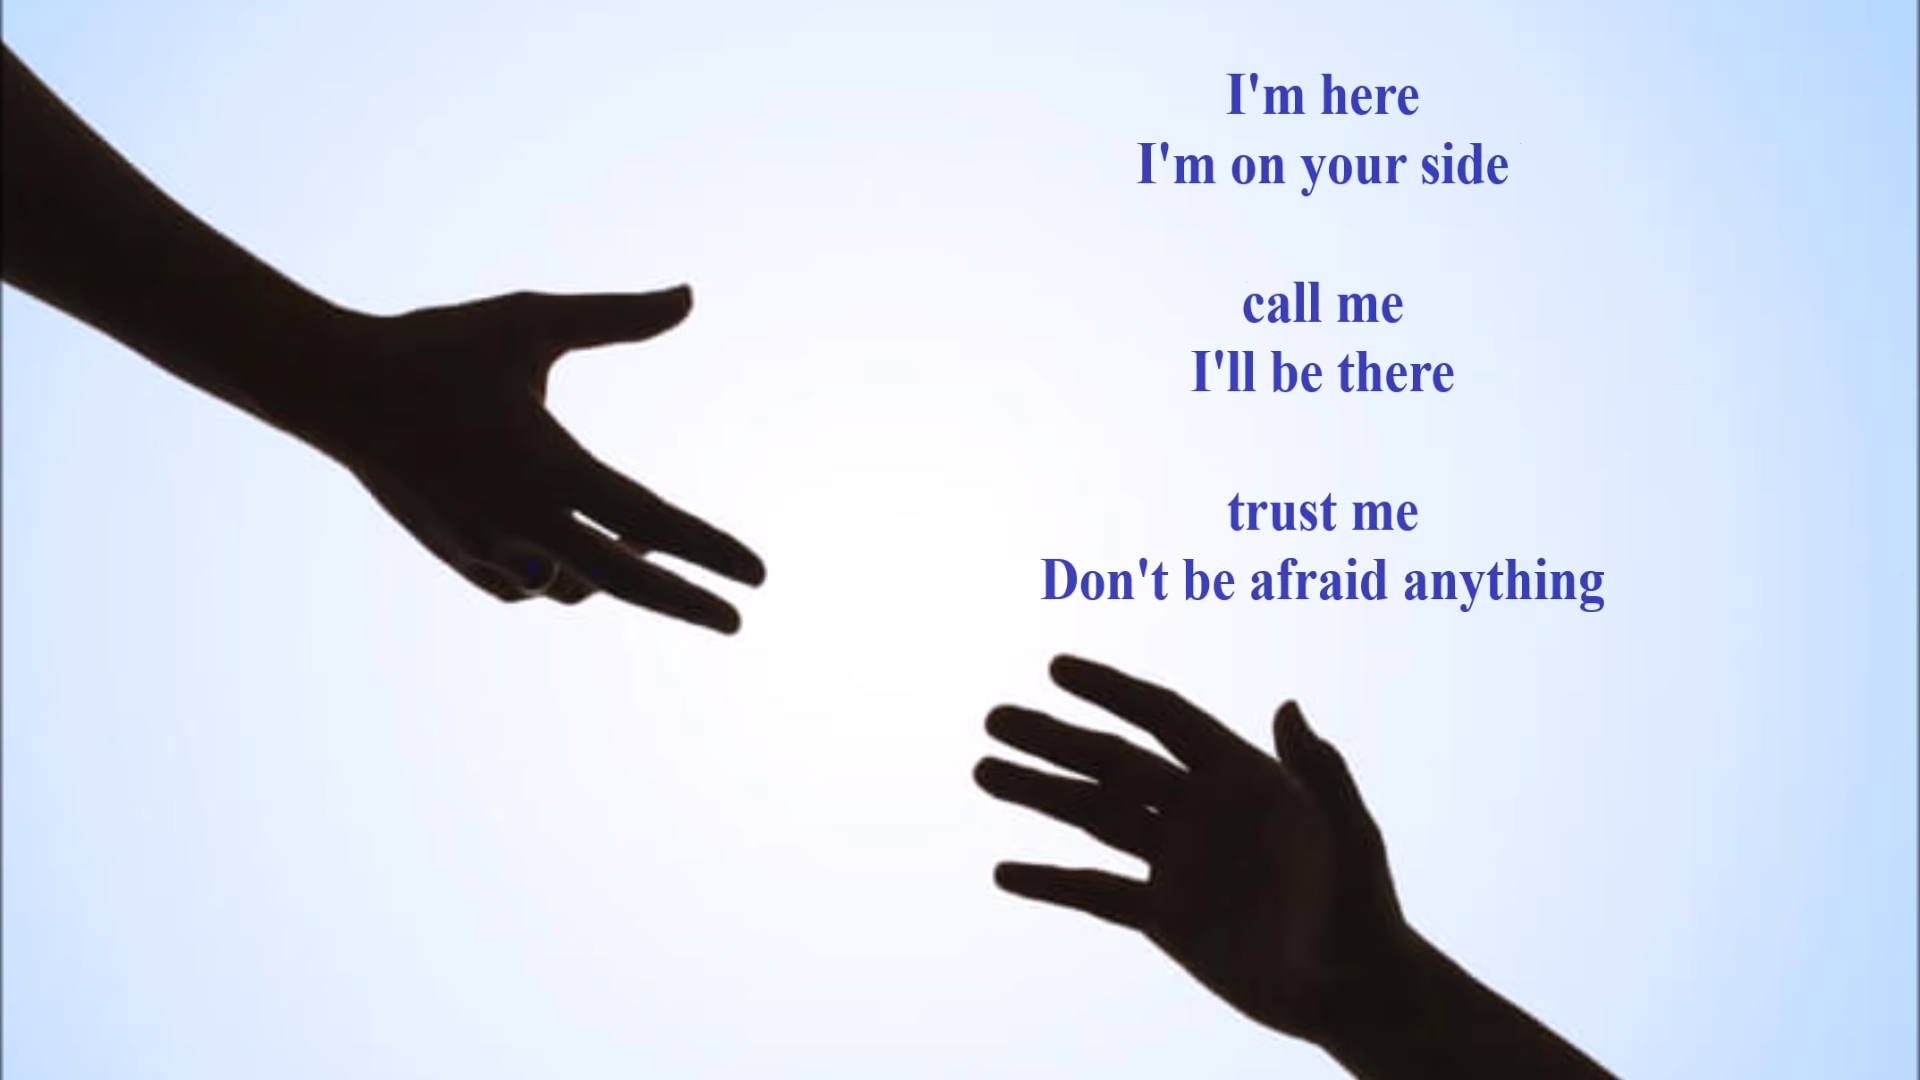 I'm here
I'm on your side
call me
I'll be there
trust me
Don't be afraid anything